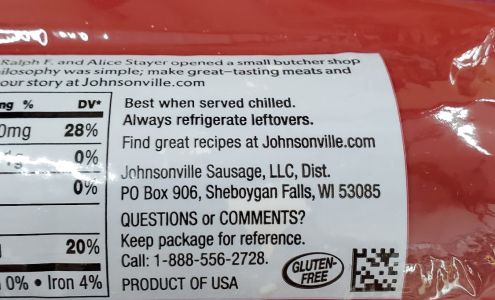 Ralph F. and Alice Stayer opened a small butcher shop
philosophy was simple; make great-tasting meats and
our story at Johnsonville.com
% DV*
28%
0%
0%
20%
0% • Iron 4%
Best when served chilled.
Always refrigerate leftovers.
Find great recipes at Johnsonville.com
Johnsonville Sausage, LLC, Dist.
PO Box 906, Sheboygan Falls, WI 53085
QUESTIONS or COMMENTS?
Keep package for reference.
Call: 1-888-556-2728.
PRODUCT OF USA
GLUTEN-
FREE